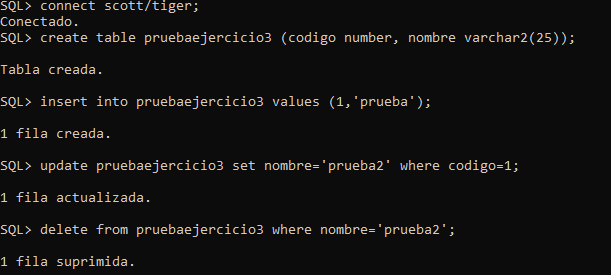 SQL> connect scott/tiger;
Conectado.
SQL> create table pruebaejercicio3 (codigo number, nombre varchar2(25));
Tabla creada.
SQL> insert into pruebaejercicio3 values (1,'prueba');
1 fila creada.
SQL> update pruebaejercicio3 set nombre='prueba2' where codigo=1;
1 fila actualizada.
SQL> delete from pruebaejercicio3 where nombre='prueba2';
1 fila suprimida.